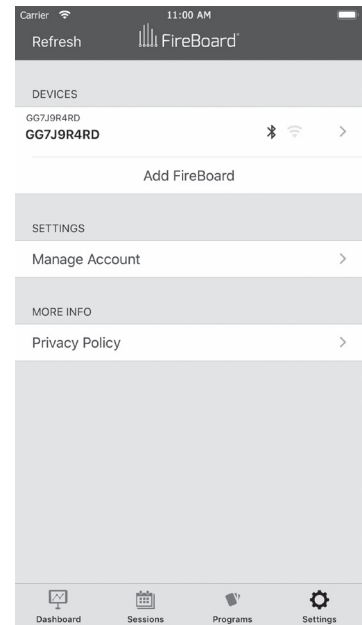 Carrier 11:00 AM
Refresh FireBoard
DEVICES
GG7J9R4RD
GG7J9R4RD
Add FireBoard
SETTINGS
Manage Account
MORE INFO
Privacy Policy
Dashboard Sessions Programs Settings